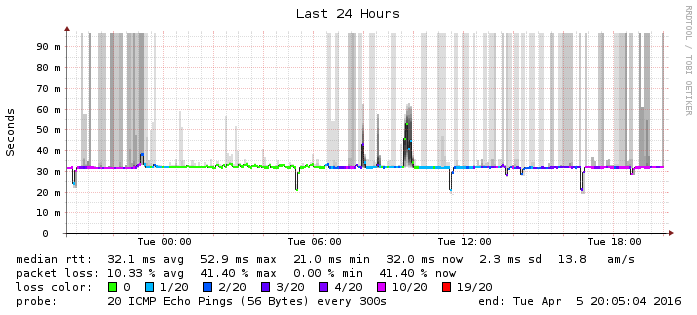 Last 24 Hours
RRDTOOL / TOBI OETIKER
Seconds
90 m
80 m
70 m
60 m
50 m
40 m
30 m
20 m
10 m
0
Tue 00:00 Tue 06:00 Tue 12:00 Tue 18:00
median rtt: 32.1 ms avg 52.9 ms max 21.0 ms min 32.0 ms now 2.3 ms sd 13.8 am/s
packet loss: 10.33 % avg 41.40 % max 0.00 % min 41.40 % now
loss color: 0 1/20 2/20 3/20 4/20 10/20 19/20
probe: 20 ICMP Echo Pings (56 Bytes) every 300s end: Tue Apr 5 20:05:04 2016